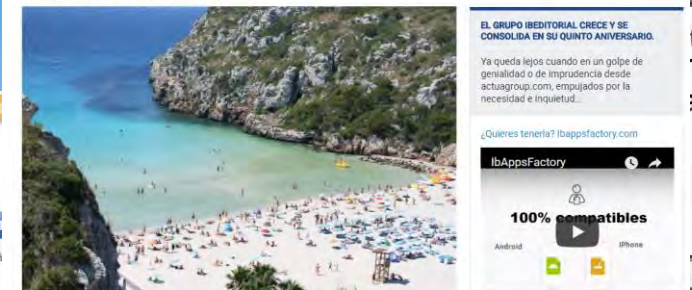 EL GRUPO IBEDITORIAL CRECE Y SE
CONSOLIDA EN SU QUINTO ANIVERSARIO.
Ya queda lejos cuando en un golpe de
genialidad o de imprudencia desde
actuagroup.com, empujados por la
necesidad e inquietud...
¿Quieres tenerla? Ibappsfactory.com
IbAppsFactory
100% compatibles
Android
iPhone